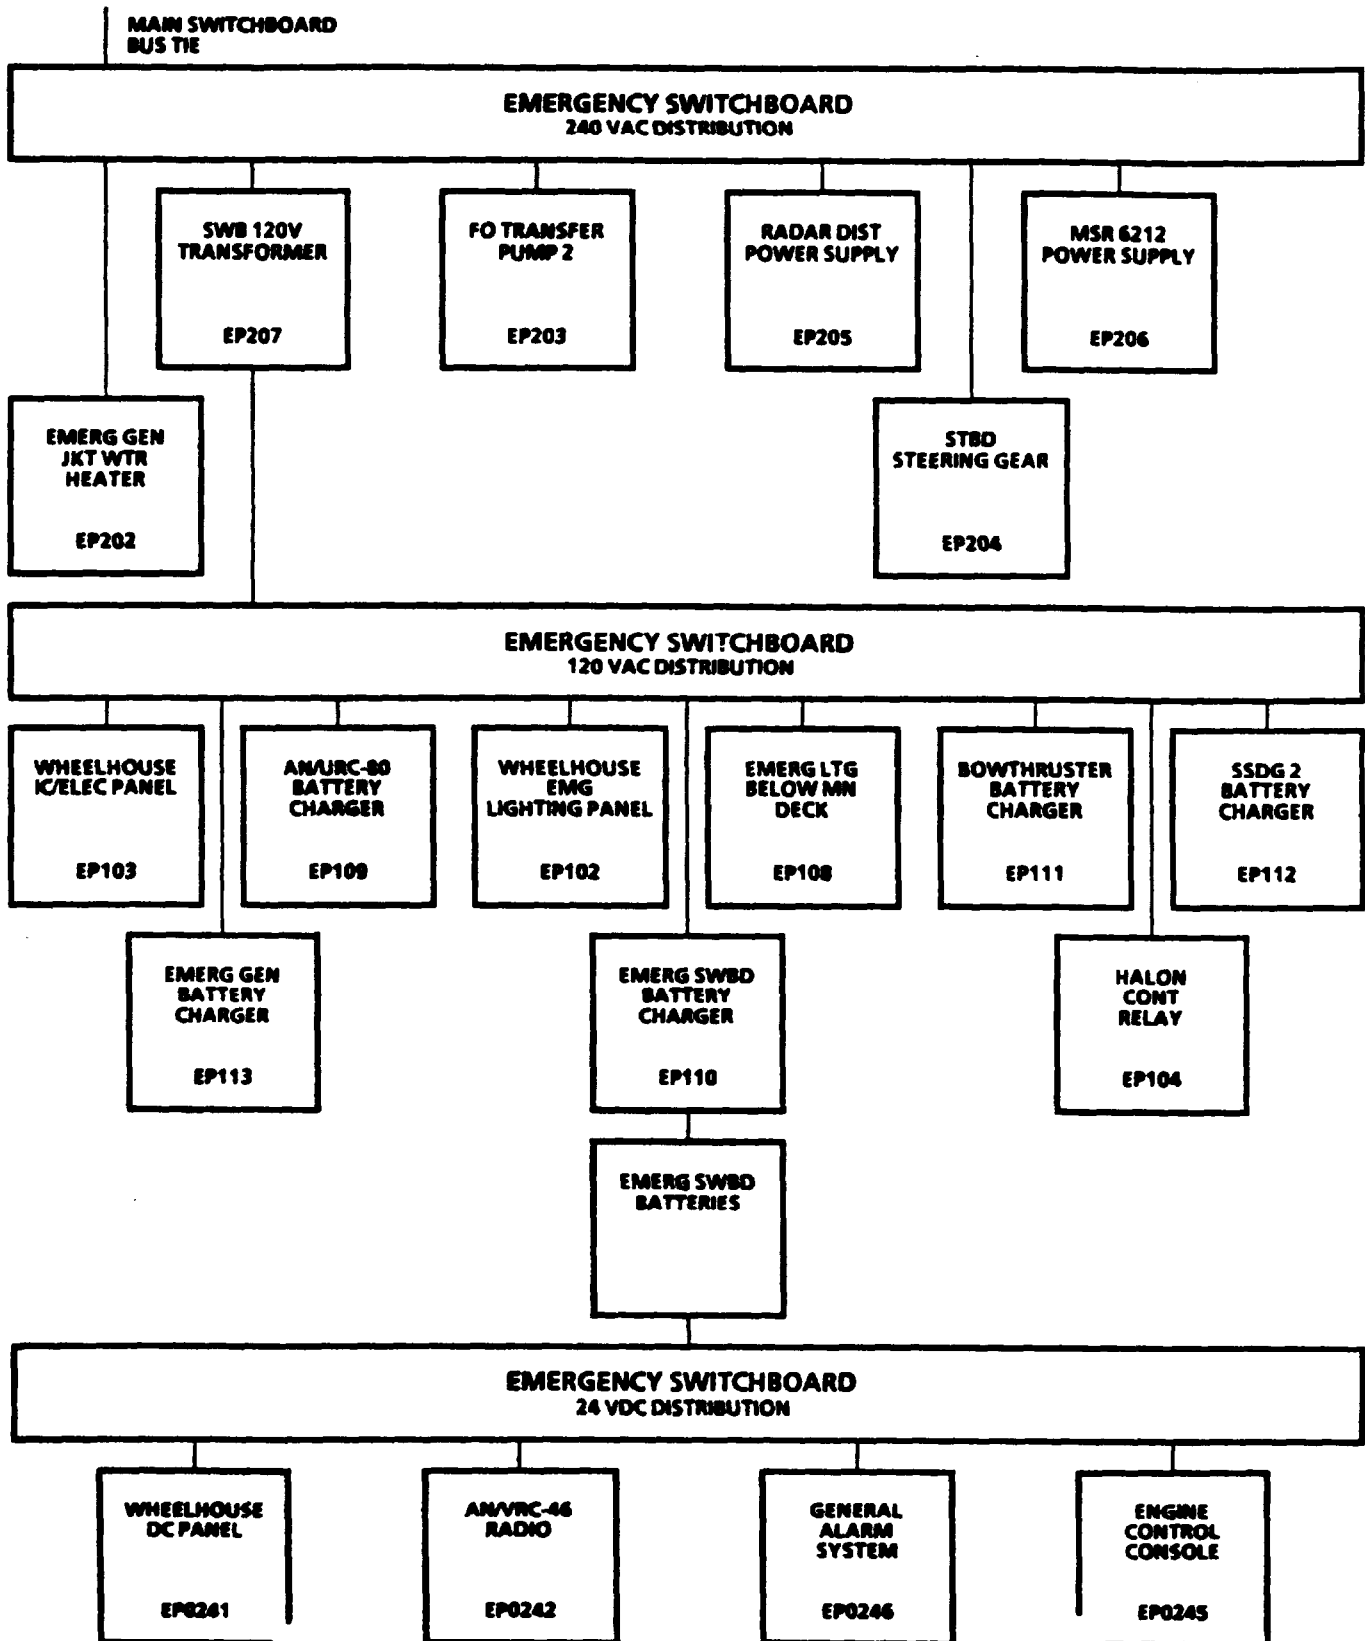 MAIN SWITCHBOARD
BUS TIE
EMERGENCY SWITCHBOARD
240 VAC DISTRIBUTION
SWB 120V
TRANSFORMER
EP207
FO TRANSFER
PUMP 2
EP203
RADAR DIST
POWER SUPPLY
EP205
MSR 6212
POWER SUPPLY
EP206
EMERG GEN
JKT WTR
HEATER
EP202
STBD
STEERING GEAR
EP204
EMERGENCY SWITCHBOARD
120 VAC DISTRIBUTION
WHEELHOUSE
IC/ELEC PANEL
EP103
AN/URC-80
BATTERY
CHARGER
EP109
WHEELHOUSE
EMG
LIGHTING PANEL
EP102
EMERG LTG
BELOW MN
DECK
EP108
BOWTHRUSTER
BATTERY
CHARGER
EP111
SSDG 2
BATTERY
CHARGER
EP112
EMERG GEN
BATTERY
CHARGER
EP113
EMERG SWBD
BATTERY
CHARGER
EP110
HALON
CONT
RELAY
EP104
EMERG SWBD
BATTERIES
EMERGENCY SWITCHBOARD
24 VDC DISTRIBUTION
WHEELHOUSE
DC PANEL
EP0241
AN/VRC-46
RADIO
EP0242
GENERAL
ALARM
SYSTEM
EP0246
ENGINE
CONTROL
CONSOLE
EP0245